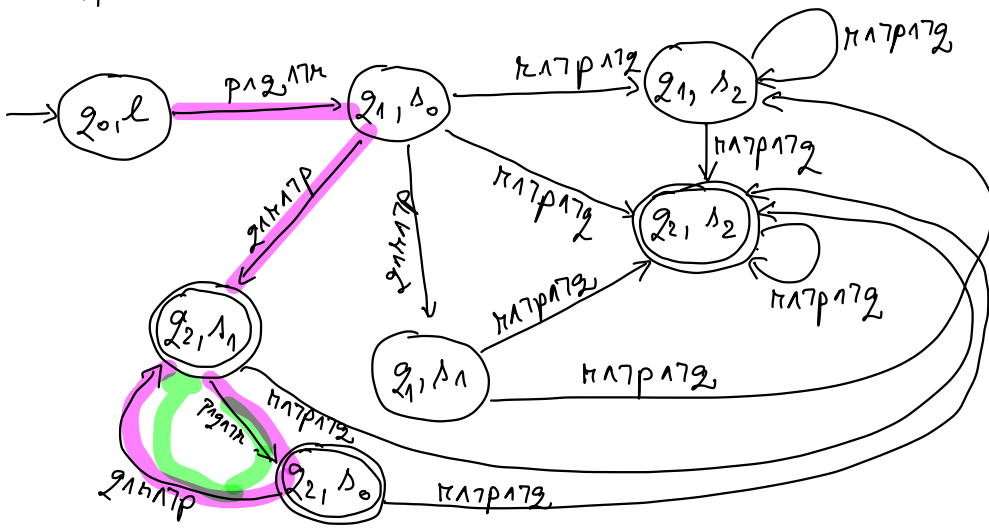 q₀, l
p∧q∧¬r
q₁, s₀
r∧¬p∧¬q
q₁, s₂
r∧¬p∧¬q
r∧¬p∧¬q
r∧¬p∧¬q
q₂, s₂
r∧¬p∧¬q
q∧r∧¬p
q∧r∧¬p
r∧¬p∧¬q
q₂, s₁
q₁, s₁
r∧¬p∧¬q
p∧q∧¬r
r∧¬p∧¬q
q∧r∧¬p
q₂, s₀
r∧¬p∧¬q